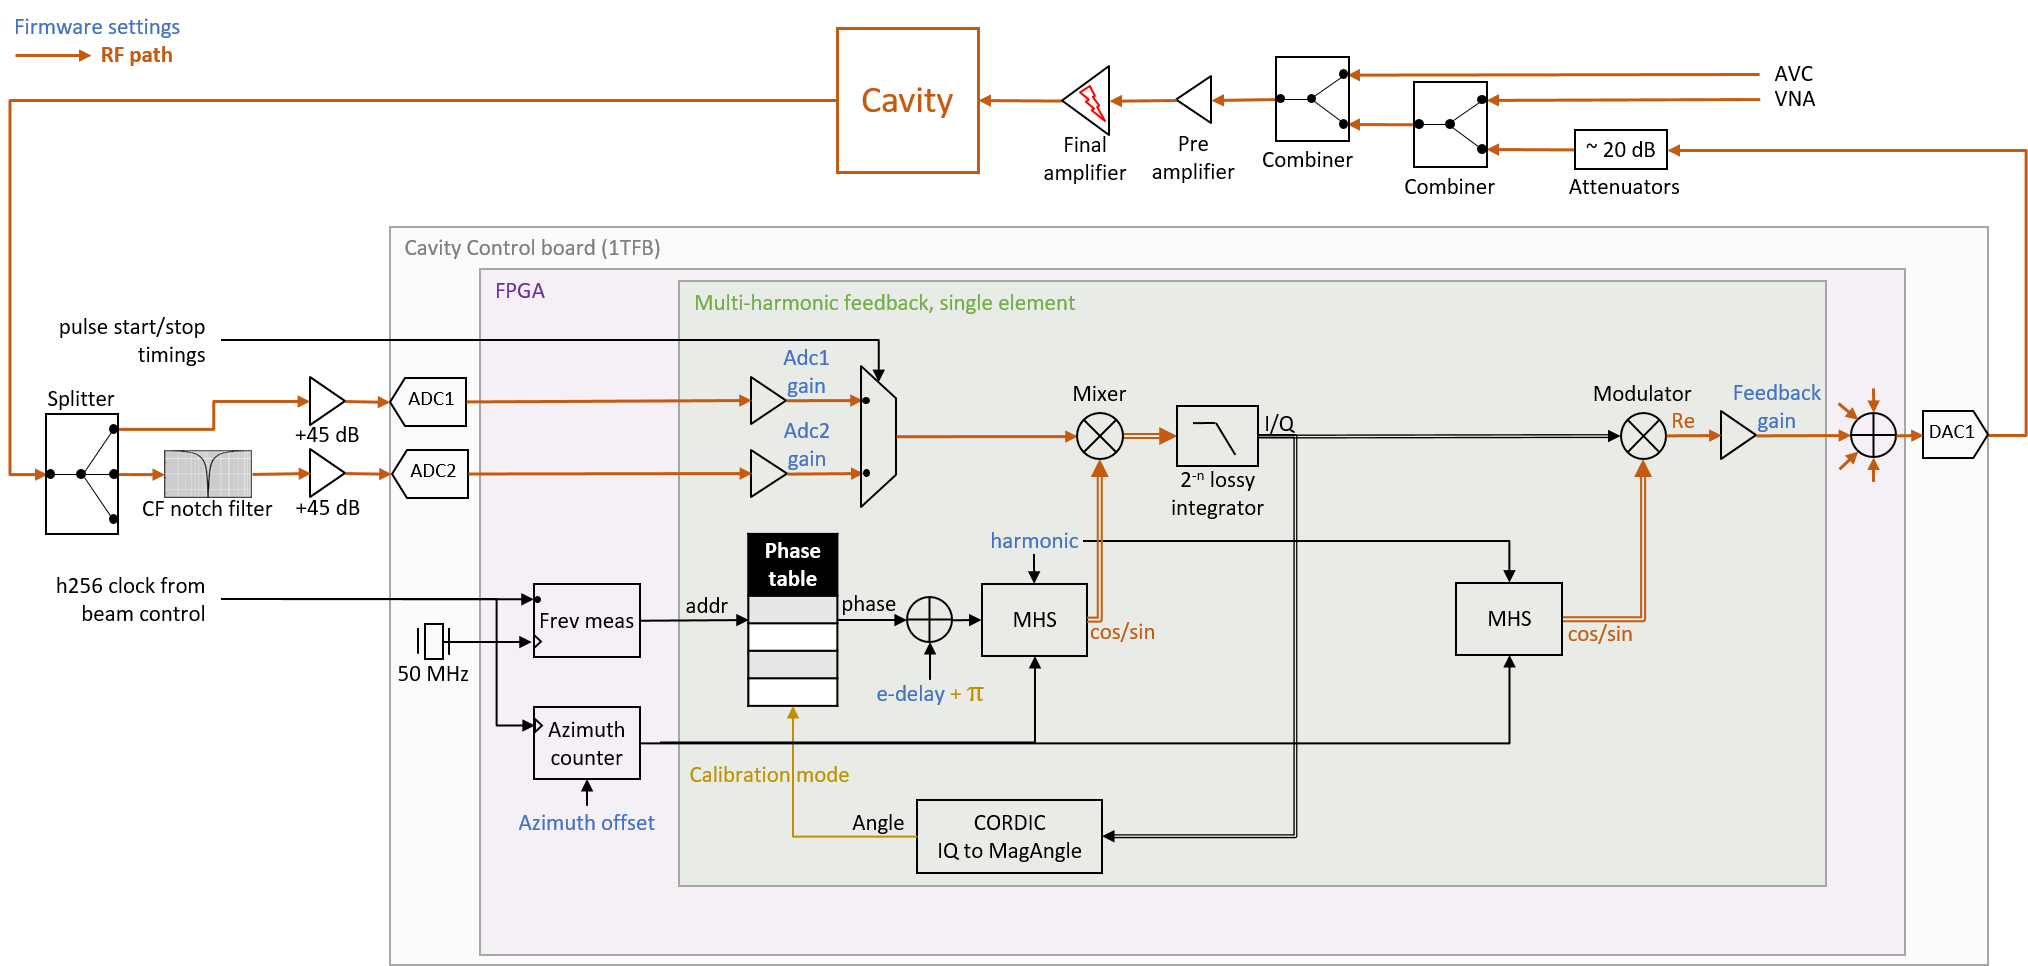 Firmware settings
RF path
Cavity
Final
amplifier
Pre
amplifier
Combiner
Combiner
AVC
VNA
~ 20 dB
Attenuators
Cavity Control board (1TFB)
FPGA
Multi-harmonic feedback, single element
pulse start/stop
timings
Splitter
+45 dB
ADC1
CF notch filter
+45 dB
ADC2
Adc1
gain
Adc2
gain
Mixer
I/Q
2-n lossy
integrator
Modulator
Re
Feedback
gain
DAC1
h256 clock from
beam control
50 MHz
Frev meas
addr
Phase
table
phase
e-delay + π
harmonic
MHS
cos/sin
MHS
cos/sin
Azimuth
counter
Azimuth offset
Calibration mode
Angle
CORDIC
IQ to MagAngle